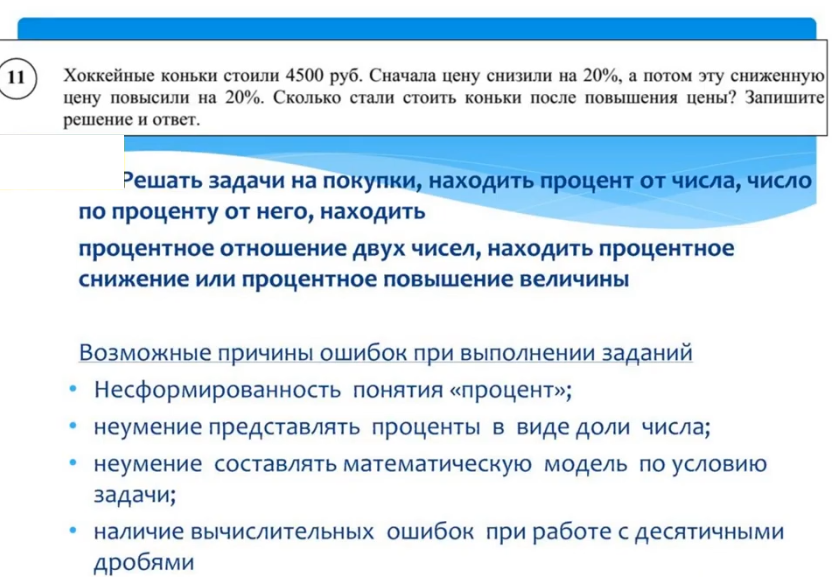 11
Хоккейные коньки стоили 4500 руб. Сначала цену снизили на 20%, а потом эту сниженную
цену повысили на 20%. Сколько стали стоить коньки после повышения цены? Запишите
решение и ответ.
Решать задачи на покупки, находить процент от числа, число
по проценту от него, находить
процентное отношение двух чисел, находить процентное
снижение или процентное повышение величины
Возможные причины ошибок при выполнении заданий
• Несформированность понятия «процент»;
• неумение представлять проценты в виде доли числа;
• неумение составлять математическую модель по условию
задачи;
• наличие вычислительных ошибок при работе с десятичными
дробями